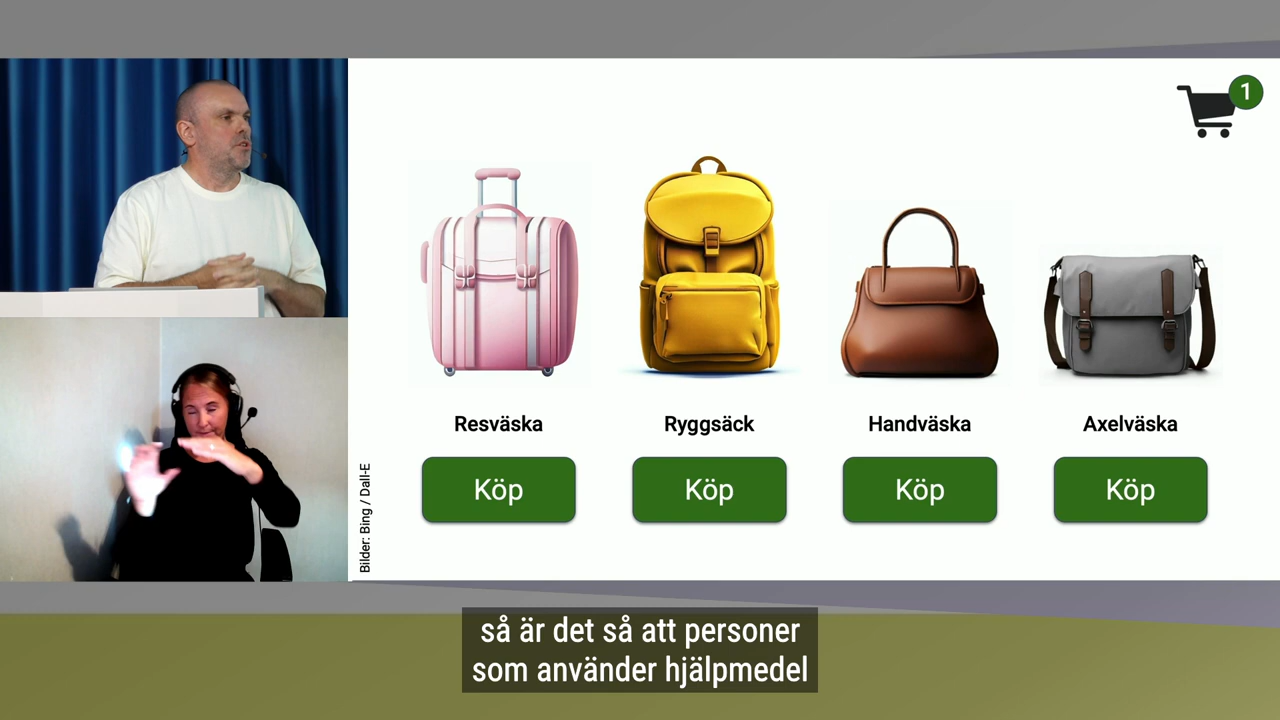 1
Resväska
Ryggsäck
Handväska
Axelväska
Köp
Köp
Köp
Köp
Bilder: Bing / Dall-E
så är det så att personer
som använder hjälpmedel